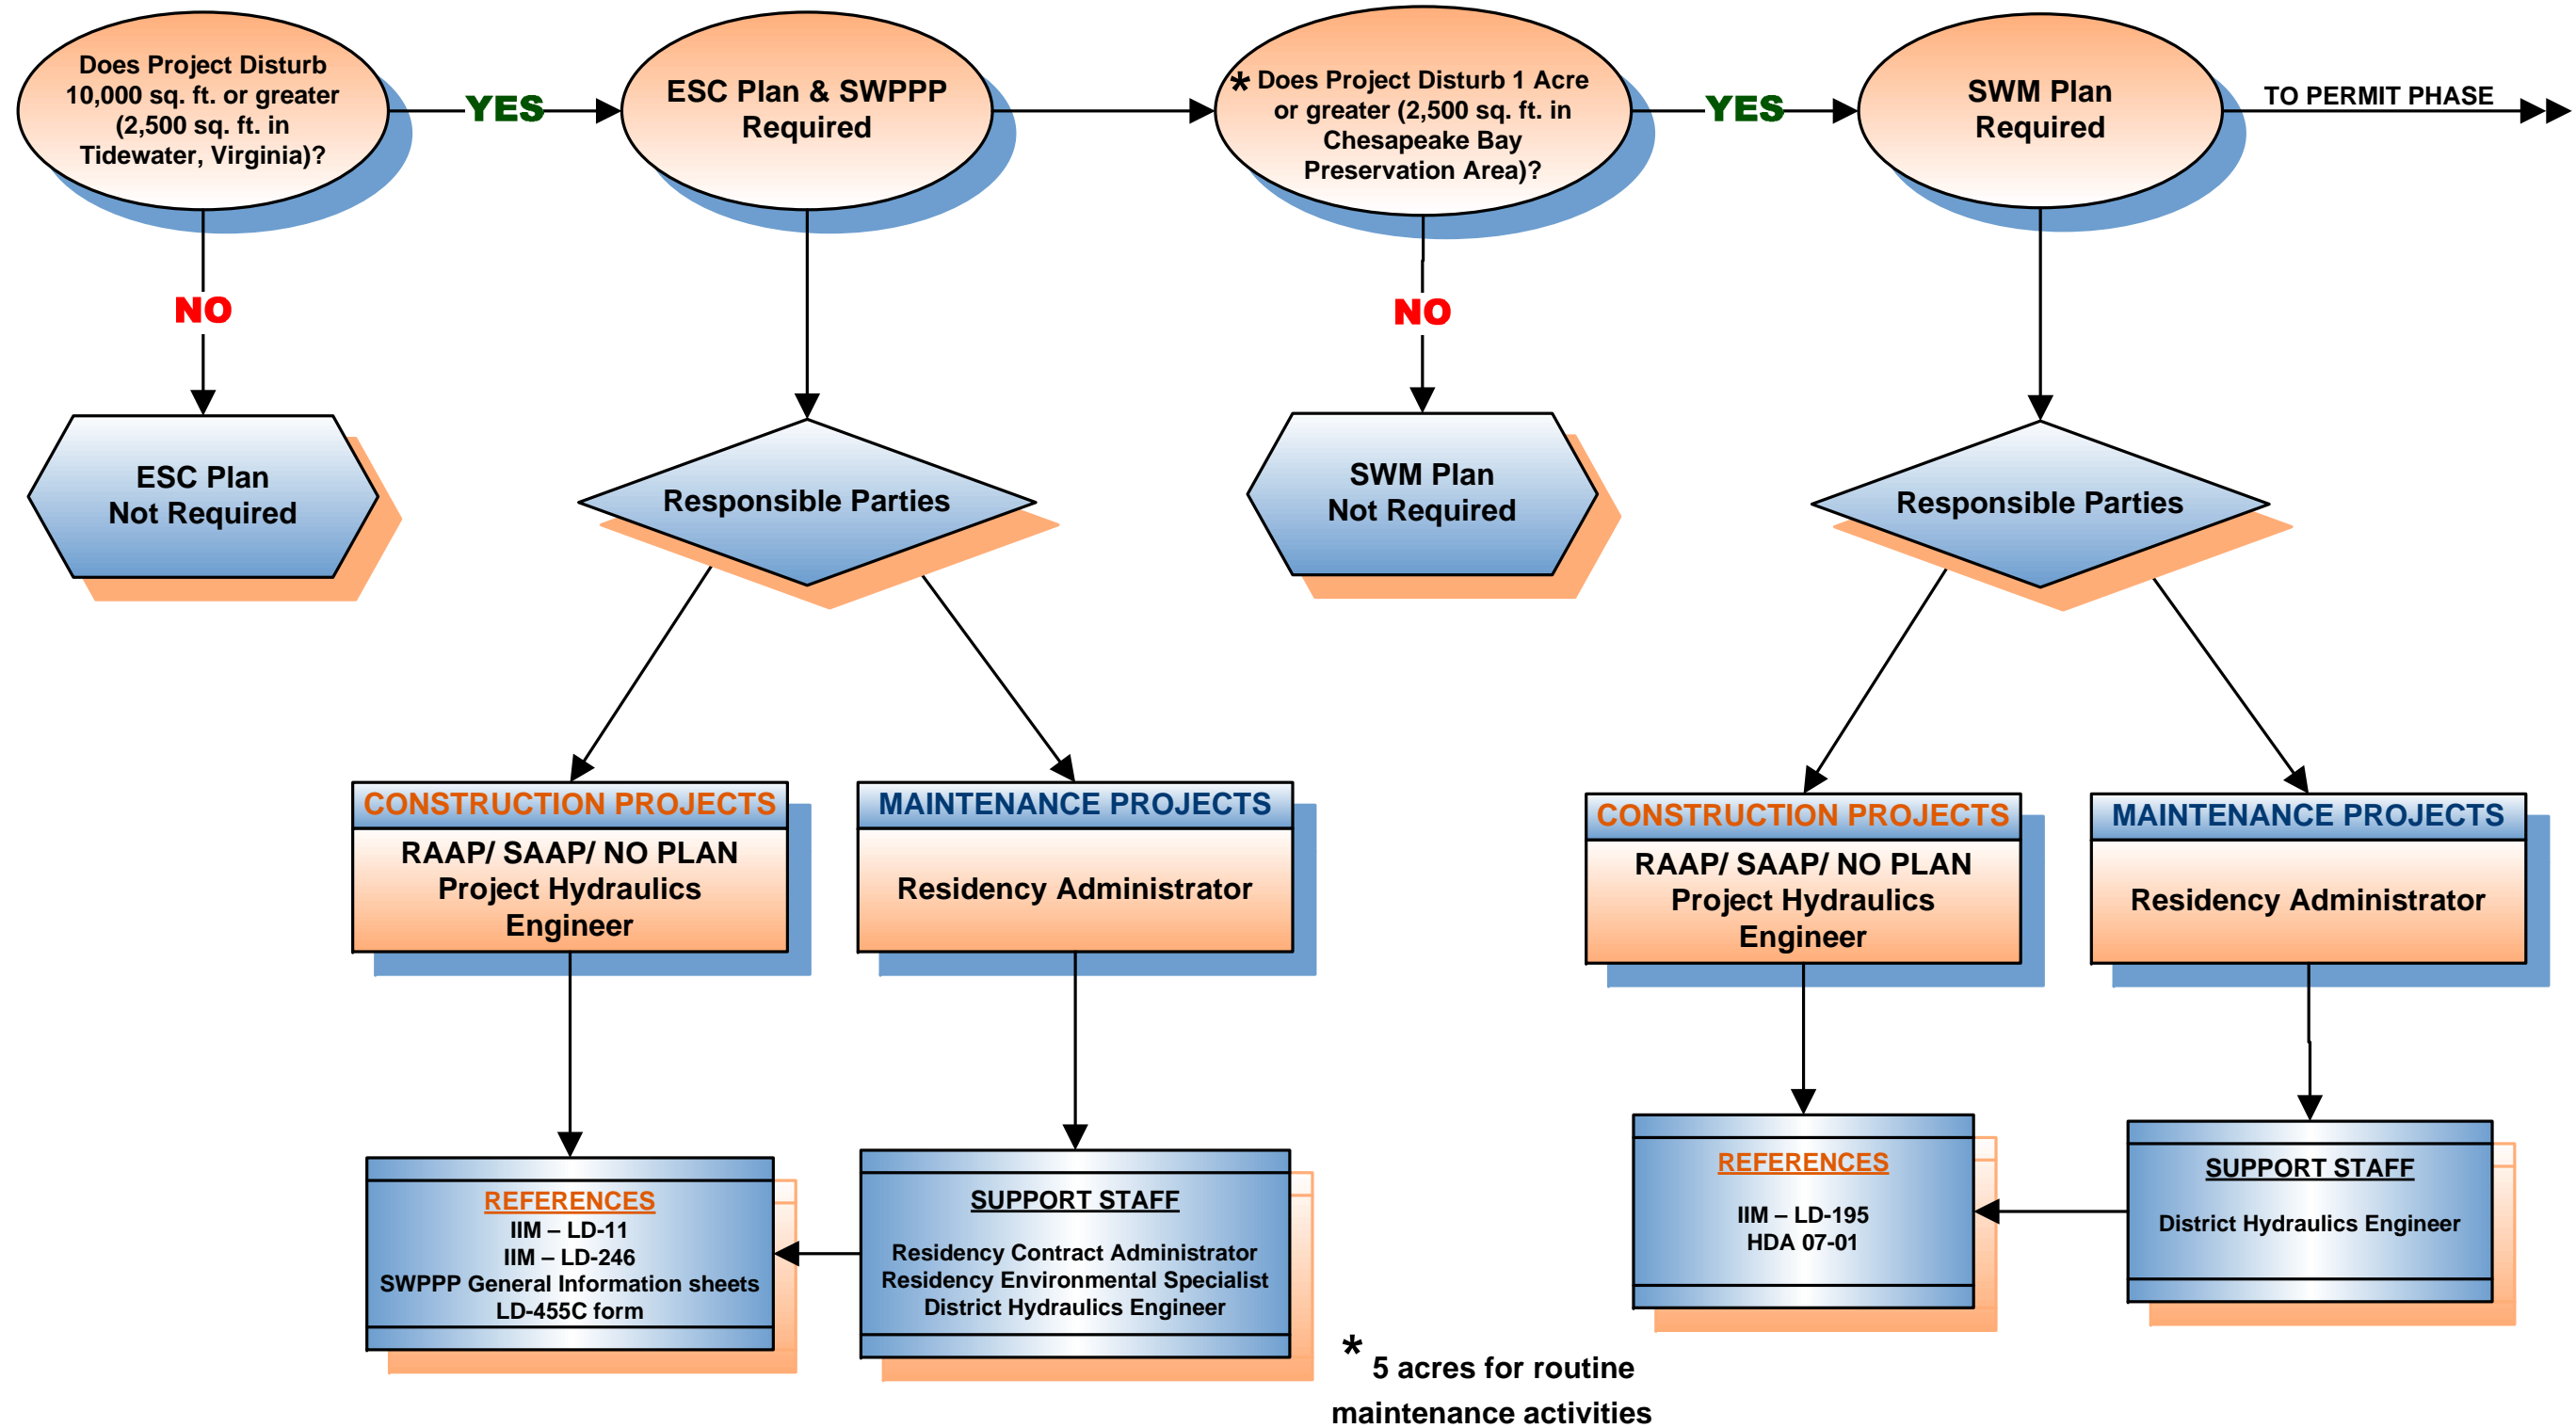 Does Project Disturb
10,000 sq. ft. or greater
(2,500 sq. ft. in
Tidewater, Virginia)?
YES
ESC Plan & SWPPP
Required
* Does Project Disturb 1 Acre
or greater (2,500 sq. ft. in
Chesapeake Bay
Preservation Area)?
YES
SWM Plan
Required
TO PERMIT PHASE
NO
NO
ESC Plan
Not Required
Responsible Parties
SWM Plan
Not Required
Responsible Parties
CONSTRUCTION PROJECTS
RAAP/ SAAP/ NO PLAN
Project Hydraulics
Engineer
MAINTENANCE PROJECTS
Residency Administrator
CONSTRUCTION PROJECTS
RAAP/ SAAP/ NO PLAN
Project Hydraulics
Engineer
MAINTENANCE PROJECTS
Residency Administrator
REFERENCES
IIM – LD-11
IIM – LD-246
SWPPP General Information sheets
LD-455C form
SUPPORT STAFF
Residency Contract Administrator
Residency Environmental Specialist
District Hydraulics Engineer
REFERENCES
IIM – LD-195
HDA 07-01
SUPPORT STAFF
District Hydraulics Engineer
* 5 acres for routine
maintenance activities